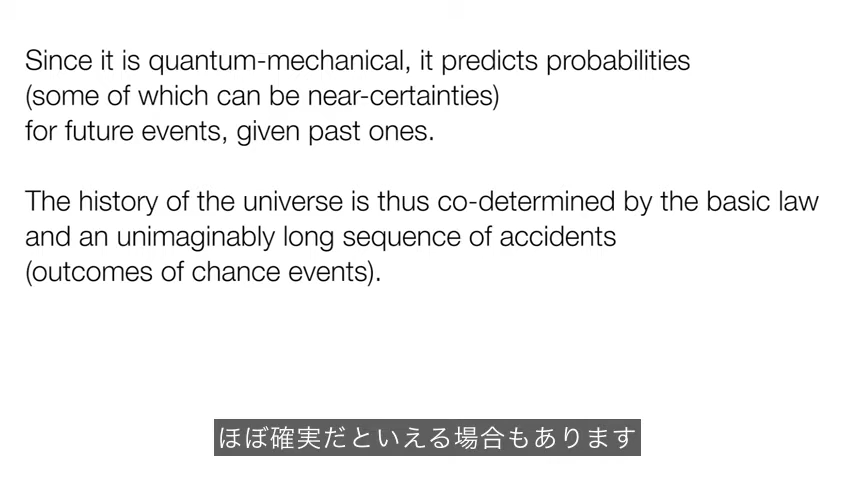 Since it is quantum-mechanical, it predicts probabilities
(some of which can be near-certainties)
for future events, given past ones.
The history of the universe is thus co-determined by the basic law
and an unimaginably long sequence of accidents
(outcomes of chance events).
ほぼ確実だといえる場合もあります